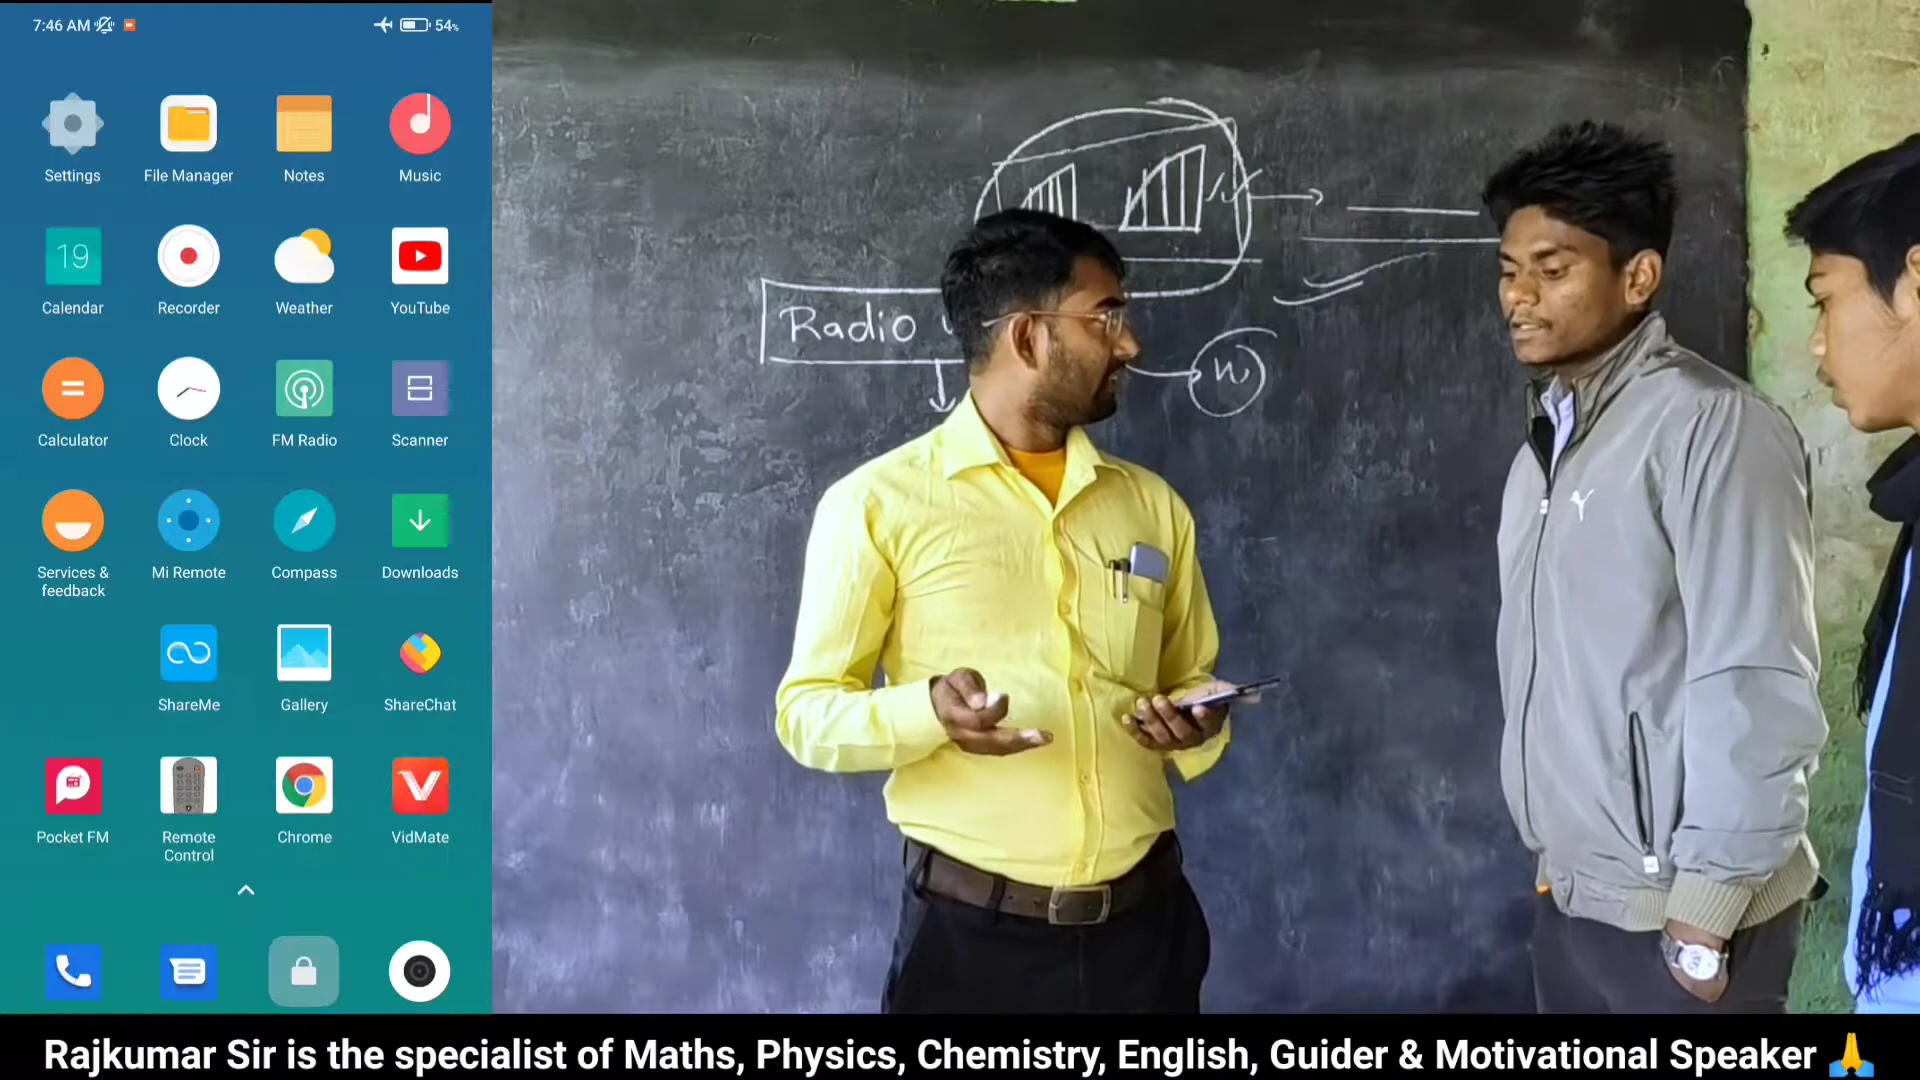 7:46 AM
54%
Settings
File Manager
Notes
Music
19
Calendar
Recorder
Weather
YouTube
Calculator
Clock
FM Radio
Scanner
Services &
feedback
Mi Remote
Compass
Downloads
ShareMe
Gallery
ShareChat
Pocket FM
Remote
Control
Chrome
VidMate
Radio
Rajkumar Sir is the specialist of Maths, Physics, Chemistry, English, Guider & Motivational Speaker 🙏